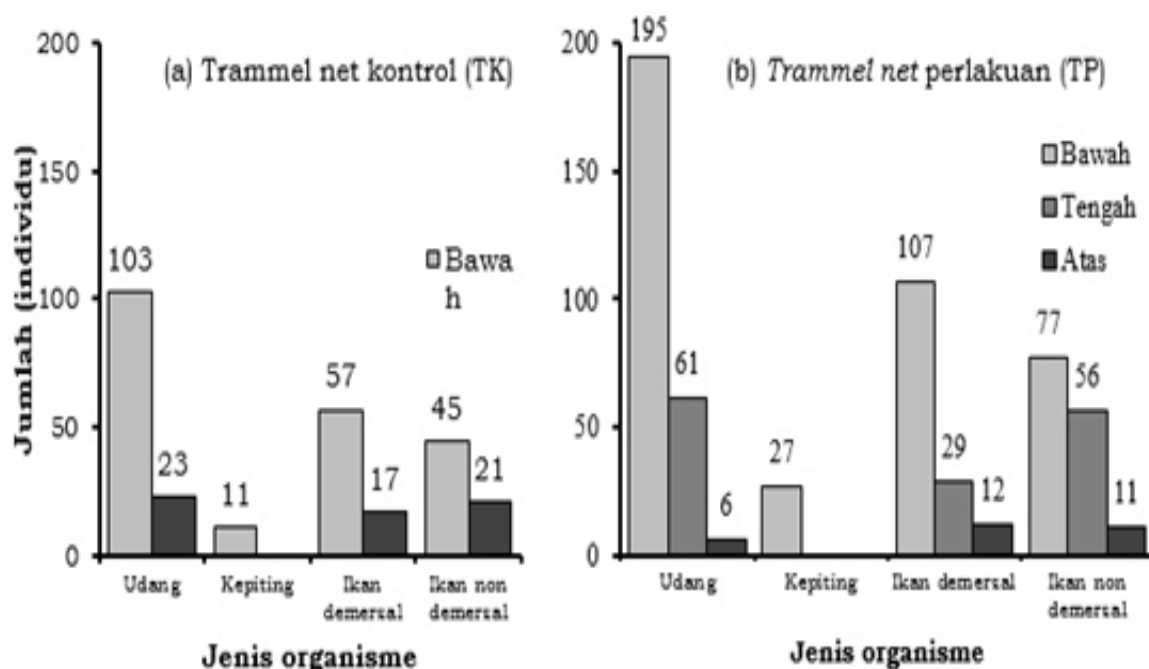 (a) Trammel net kontrol (TK)
Jumlah (individu)
200
150
100
50
0
103
23
11
57
17
45
21
Bawa
h
Udang
Kepiting
Ikan
demersal
Ikan non
demersal
Jenis organisme
(b) Trammel net perlakuan (TP)
200
150
100
50
0
195
61
6
27
107
29
12
77
56
11
Bawah
Tengah
Atas
Udang
Kepiting
Ikan demersal
Ikan non
demersal
Jenis organisme